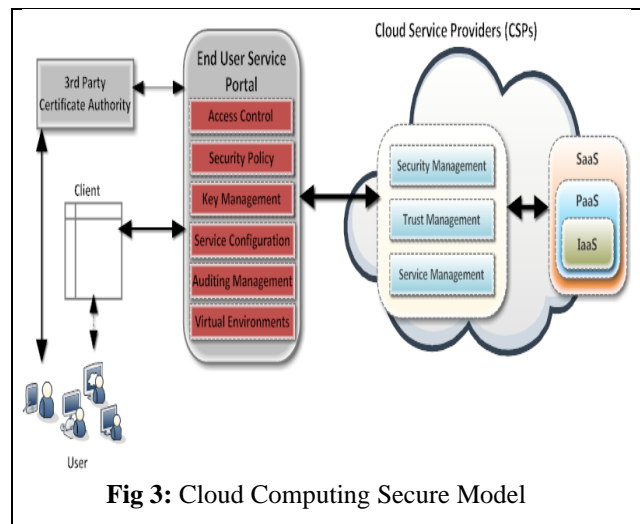 Cloud Service Providers (CSPs)
3rd Party
Certificate Authority
End User Service
Portal
Access Control
Security Policy
Key Management
Service Configuration
Auditing Management
Virtual Environments
Client
User
Security Management
Trust Management
Service Management
SaaS
PaaS
IaaS
Fig 3: Cloud Computing Secure Model